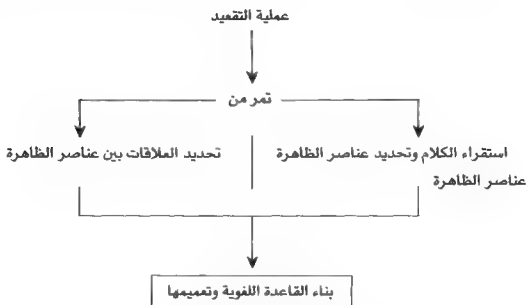 عملية التقعيد
تمر من
استقراء الكلام وتحديد عناصر الظاهرة
عناصر الظاهرة
تحديد العلاقات بين عناصر الظاهرة
بناء القاعدة اللغوية وتعميمها